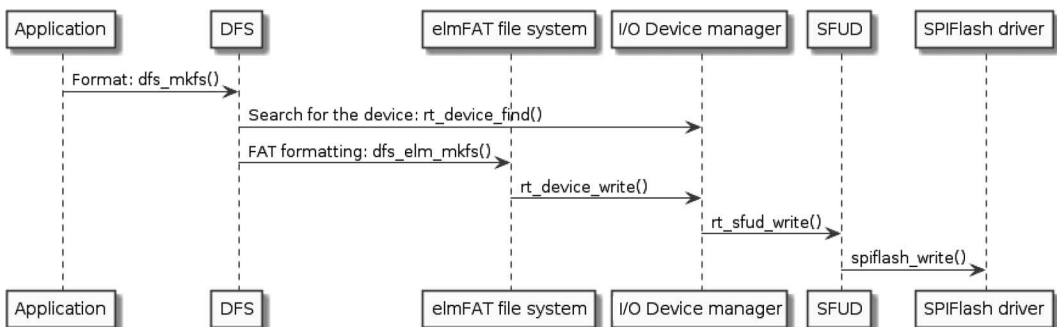 Application
DFS
elmFAT file system
I/O Device manager
SFUD
SPIFlash driver
Format: dfs_mkfs()
Search for the device: rt_device_find()
FAT formatting: dfs_elm_mkfs()
rt_device_write()
rt_sfud_write()
spiflash_write()
Application
DFS
elmFAT file system
I/O Device manager
SFUD
SPIFlash driver